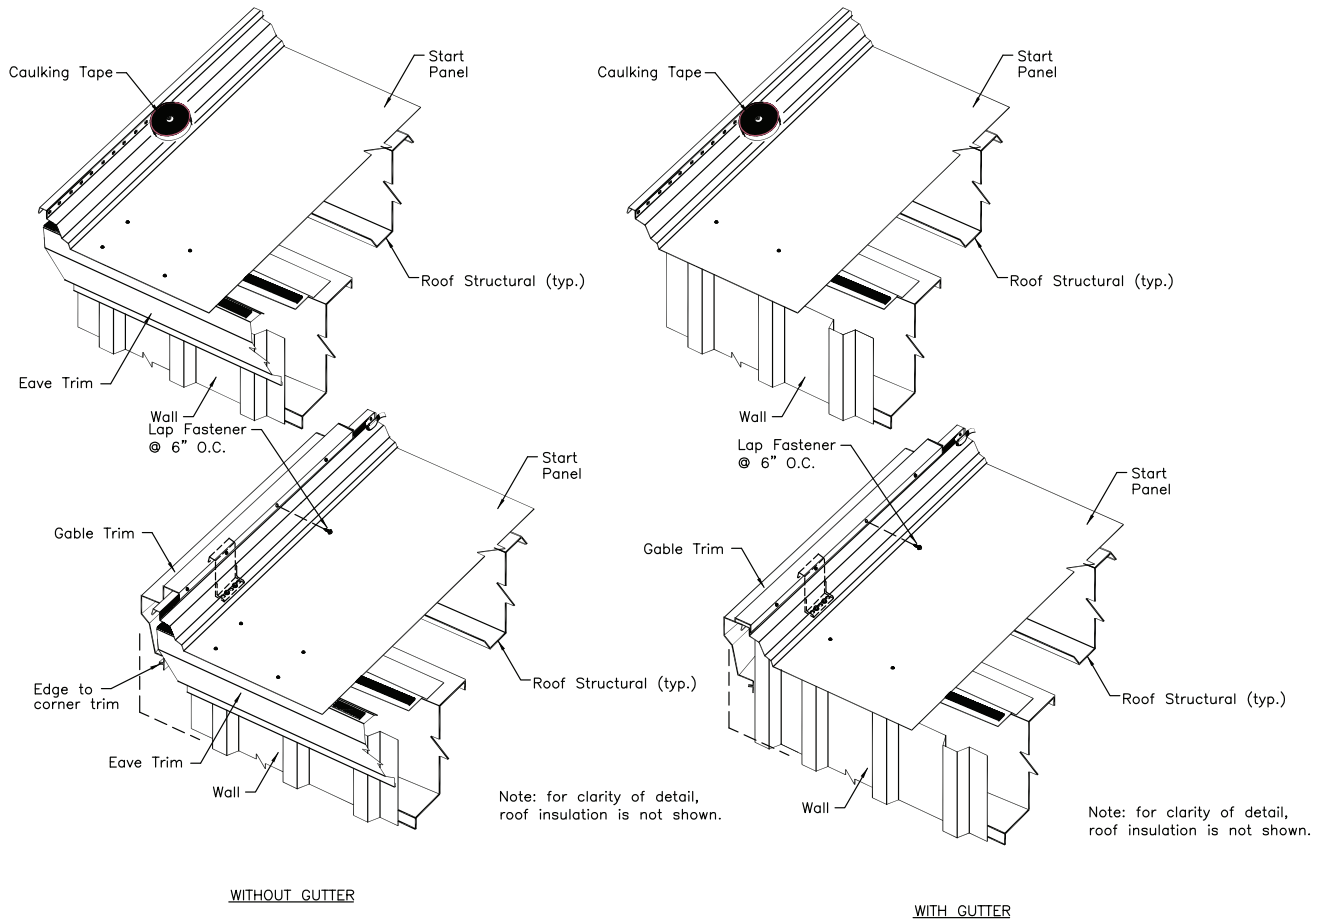 Start
Panel
Caulking Tape
Roof Structural (typ.)
Eave Trim
Wall
Start
Panel
Caulking Tape
Roof Structural (typ.)
Wall
Lap Fastener
@ 6" O.C.
Start
Panel
Gable Trim
Edge to
corner trim
Roof Structural (typ.)
Eave Trim
Wall
Note: for clarity of detail,
roof insulation is not shown.
WITHOUT GUTTER
Lap Fastener
@ 6" O.C.
Start
Panel
Gable Trim
Roof Structural (typ.)
Wall
Note: for clarity of detail,
roof insulation is not shown.
WITH GUTTER